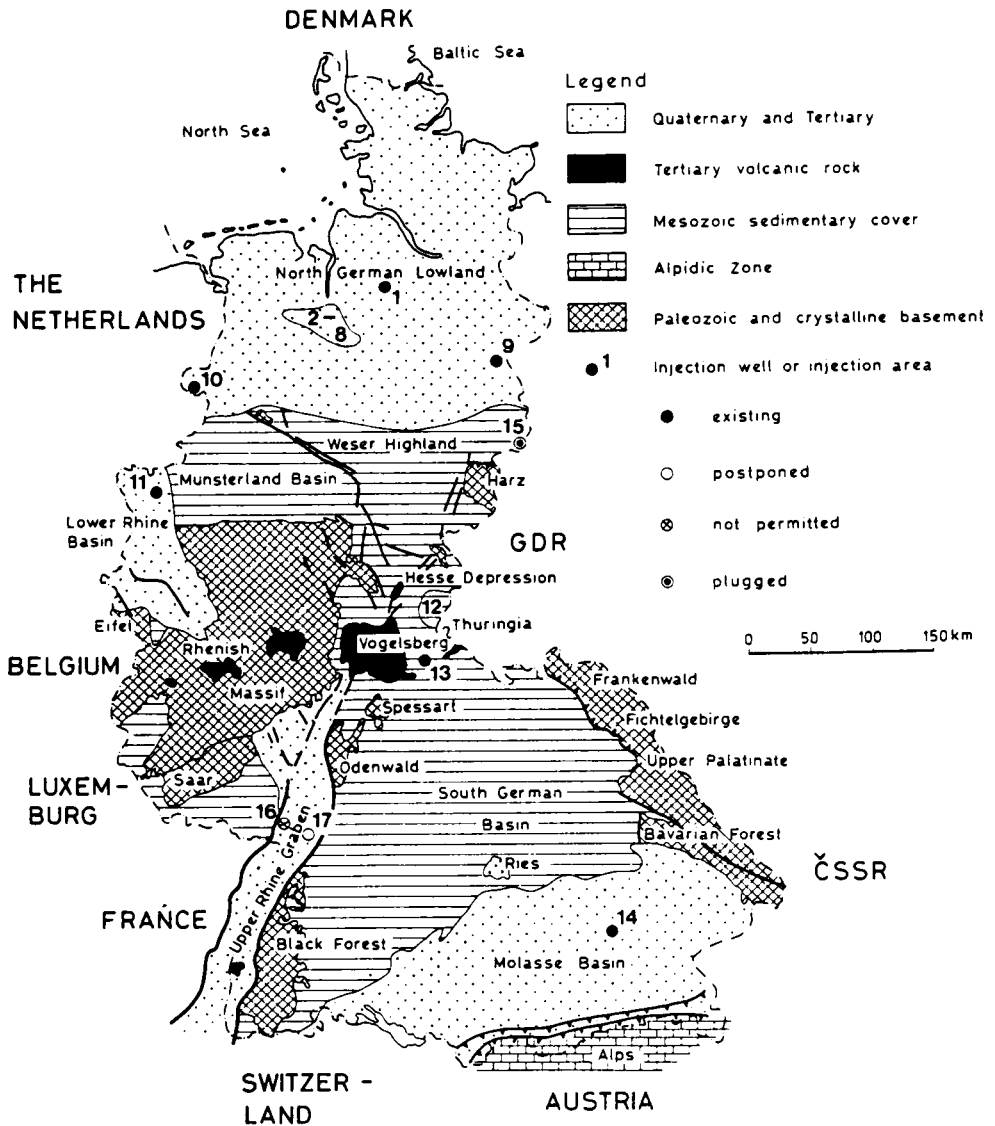 DENMARK
Baltic Sea
North Sea
Legend
Quaternary and Tertiary
Tertiary volcanic rock
Mesozoic sedimentary cover
Alpidic Zone
Paleozoic and crystalline basement
1
Injection well or injection area
existing
postponed
not permitted
plugged
THE
NETHERLANDS
North German Lowland
1
2-
8
9
10
15
Weser Highland
Munsterland Basin
Harz
11
Lower Rhine
Basin
GDR
Hesse Depression
12
Thuringia
Eifel
Vogelsberg
Rhenish
Massif
13
BELGIUM
0 50 100 150 km
Frankenwald
Fichtelgebirge
Upper Palatinate
Spessart
Odenwald
Saar
LUXEM-
BURG
South German
Basin
16
17
Bavarian Forest
Ries
ČSSR
FRANCE
Upper Rhine Graben
Black Forest
14
Molasse Basin
Alps
SWITZER-
LAND
AUSTRIA